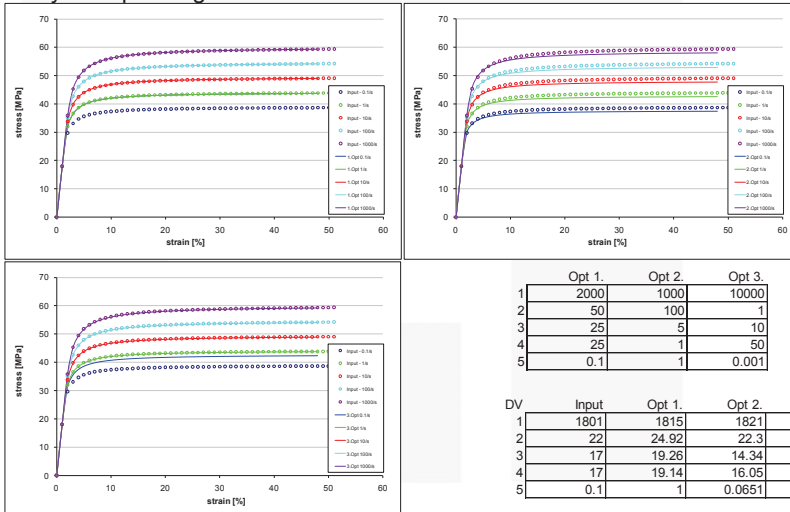 70
60
50
40
30
20
10
0
stress [MPa]
0 10 20 30 40 50 60
strain [%]
Input - 0.1/s
Input - 1/s
Input - 10/s
Input - 100/s
Input - 1000/s
1.Opt 0.1/s
1.Opt 1/s
1.Opt 10/s
1.Opt 100/s
1.Opt 1000/s
70
60
50
40
30
20
10
0
stress [MPa]
0 10 20 30 40 50 60
strain [%]
Input - 0.1/s
Input - 1/s
Input - 10/s
Input - 100/s
Input - 1000/s
2.Opt 0.1/s
2.Opt 1/s
2.Opt 10/s
2.Opt 100/s
2.Opt 1000/s
70
60
50
40
30
20
10
0
stress [MPa]
0 10 20 30 40 50 60
strain [%]
Input - 0.1/s
Input - 1/s
Input - 10/s
Input - 100/s
Input - 1000/s
3.Opt 0.1/s
3.Opt 1/s
3.Opt 10/s
3.Opt 100/s
3.Opt 1000/s
Opt 1. Opt 2. Opt 3.
1 2000 1000 10000
2 50 100 1
3 25 5 10
4 25 1 50
5 0.1 1 0.001
DV Input Opt 1. Opt 2.
1 1801 1815 1821
2 22 24.92 22.3
3 17 19.26 14.34
4 17 19.14 16.05
5 0.1 1 0.0651